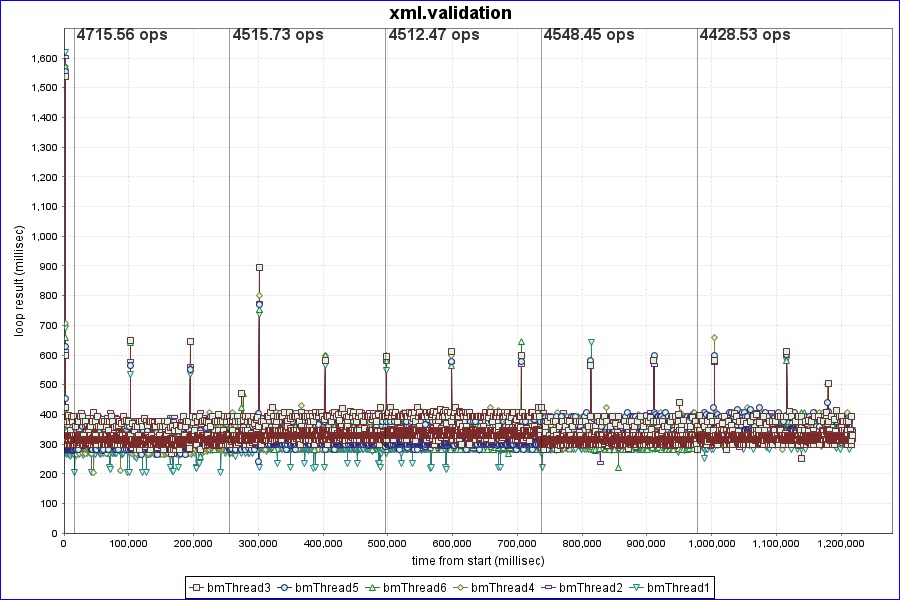 xml.validation
4715.56 ops 4515.73 ops 4512.47 ops 4548.45 ops 4428.53 ops
1,600
1,500
1,400
1,300
1,200
1,100
1,000
900
800
700
600
500
400
300
200
100
0
loop result (millisec)
0 100,000 200,000 300,000 400,000 500,000 600,000 700,000 800,000 900,000 1,000,000 1,100,000 1,200,000
time from start (millisec)
bmThread3 bmThread5 bmThread6 bmThread4 bmThread2 bmThread1